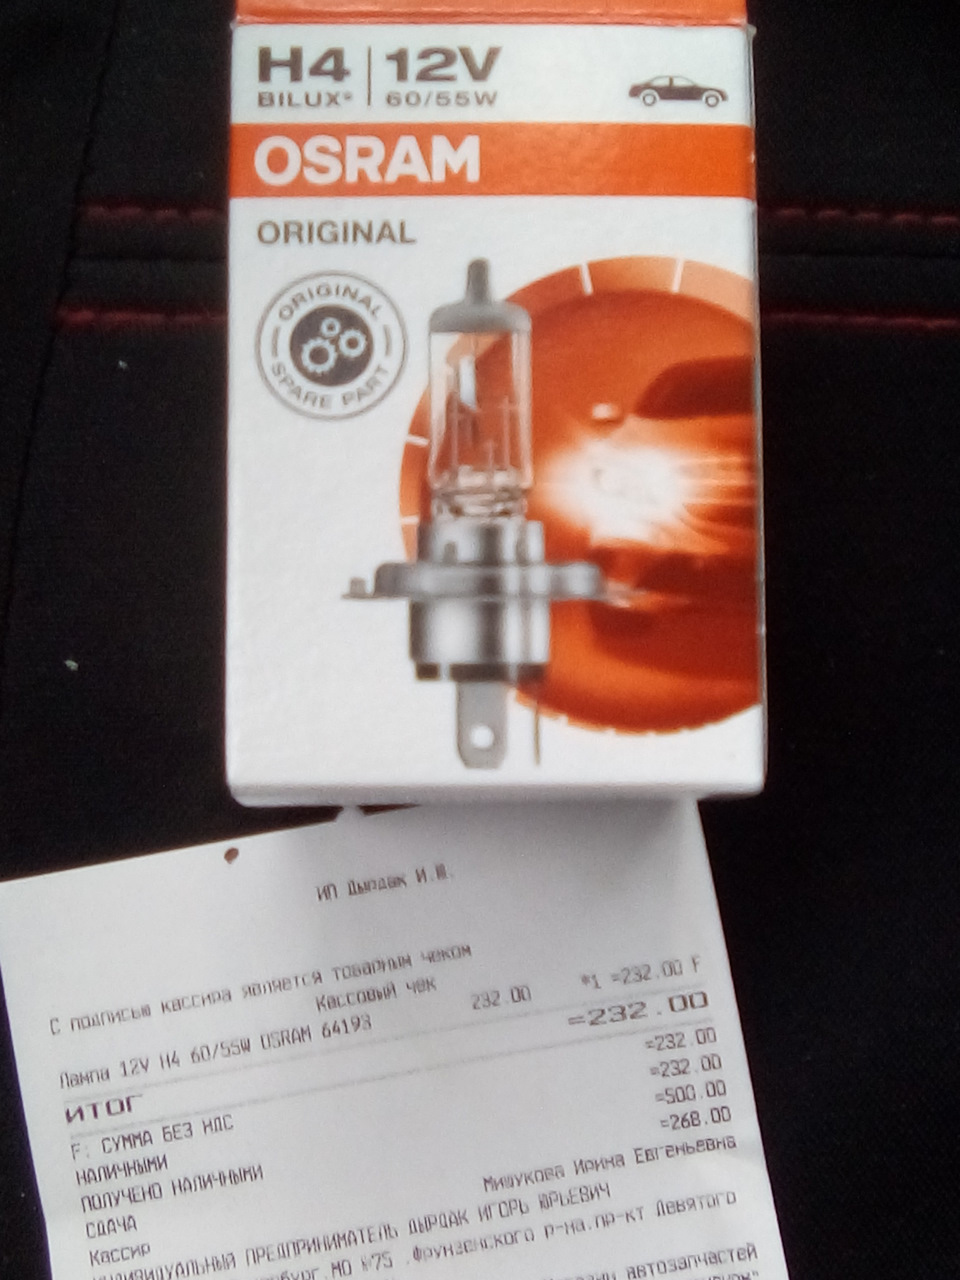 H4 12V
BILUX® 60/55W
OSRAM
ORIGINAL
ORIGINAL
SPARE PART
ИП Дырдак И.Ю.
С подписью кассира является товарным чеком
Кассовый чек
Лампа 12V H4 60/55W OSRAM 64193 232.00 *1 =232.00 F
ИТОГ =232.00
F: СУММА БЕЗ НДС =232.00
НАЛИЧНЫМИ =232.00
ПОЛУЧЕНО НАЛИЧНЫМИ =500.00
СДАЧА =268.00
Кассир Мишукова Ирина Евгеньевна
ИНДИВИДУАЛЬНЫЙ ПРЕДПРИНИМАТЕЛЬ ДЫРДАК ИГОРЬ ЮРЬЕВИЧ
МО №75 ,Фрунзенского р-на,пр-кт Девятого
автозапчастей